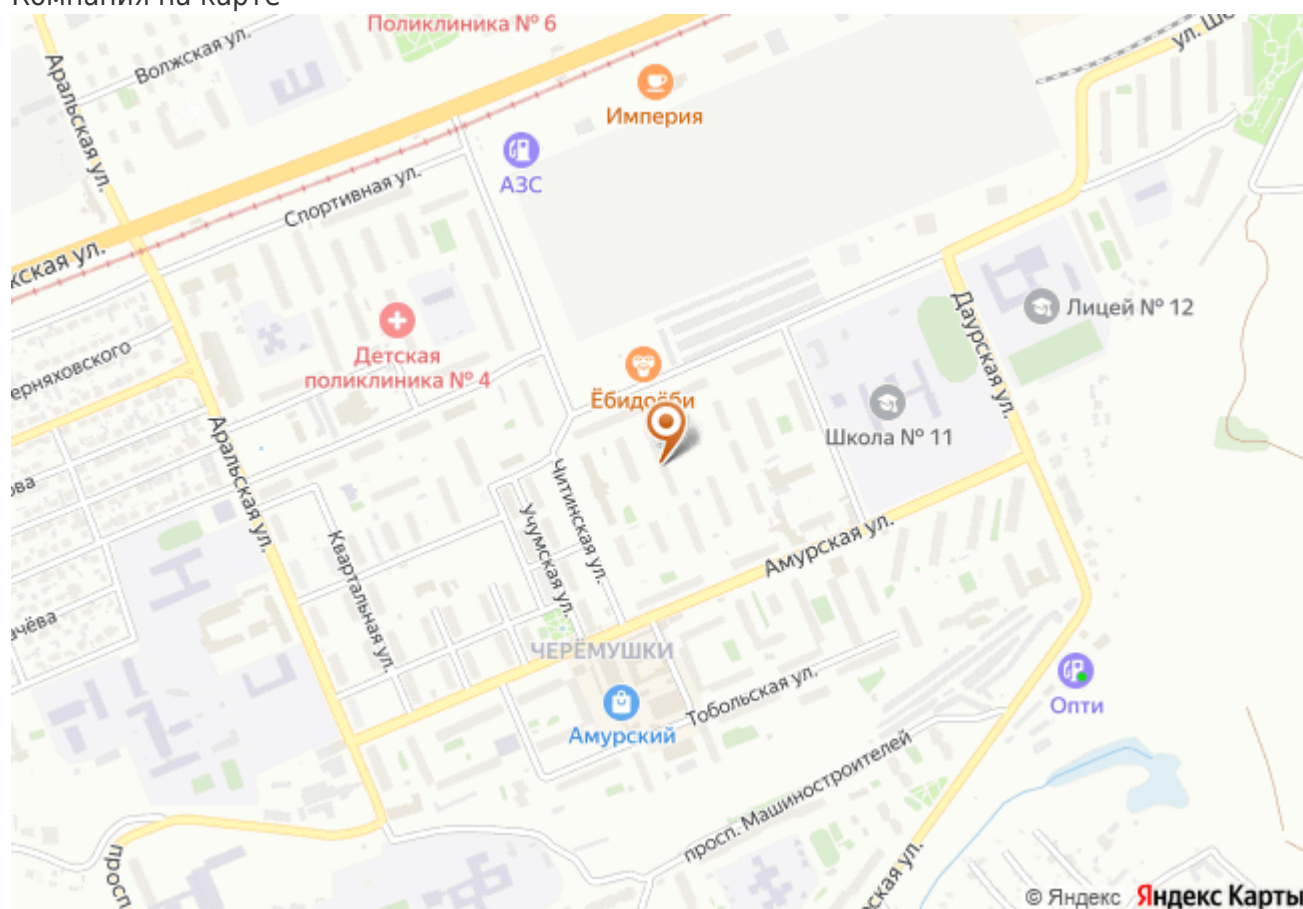 Компания на карте
Поликлиника № 6
Волжская ул.
Аральская ул.
Империя
АЗС
Спортивная ул.
Лицей № 12
Даурская ул.
Детская
поликлиника № 4
Ёбидоёби
Школа № 11
Аральская ул.
Читинская ул.
Учумская ул.
Квартальная ул.
Амурская ул.
ЧЕРЁМУШКИ
Амурский
Тобольская ул.
Опти
просп. Машиностроителей
© Яндекс Яндекс Карты